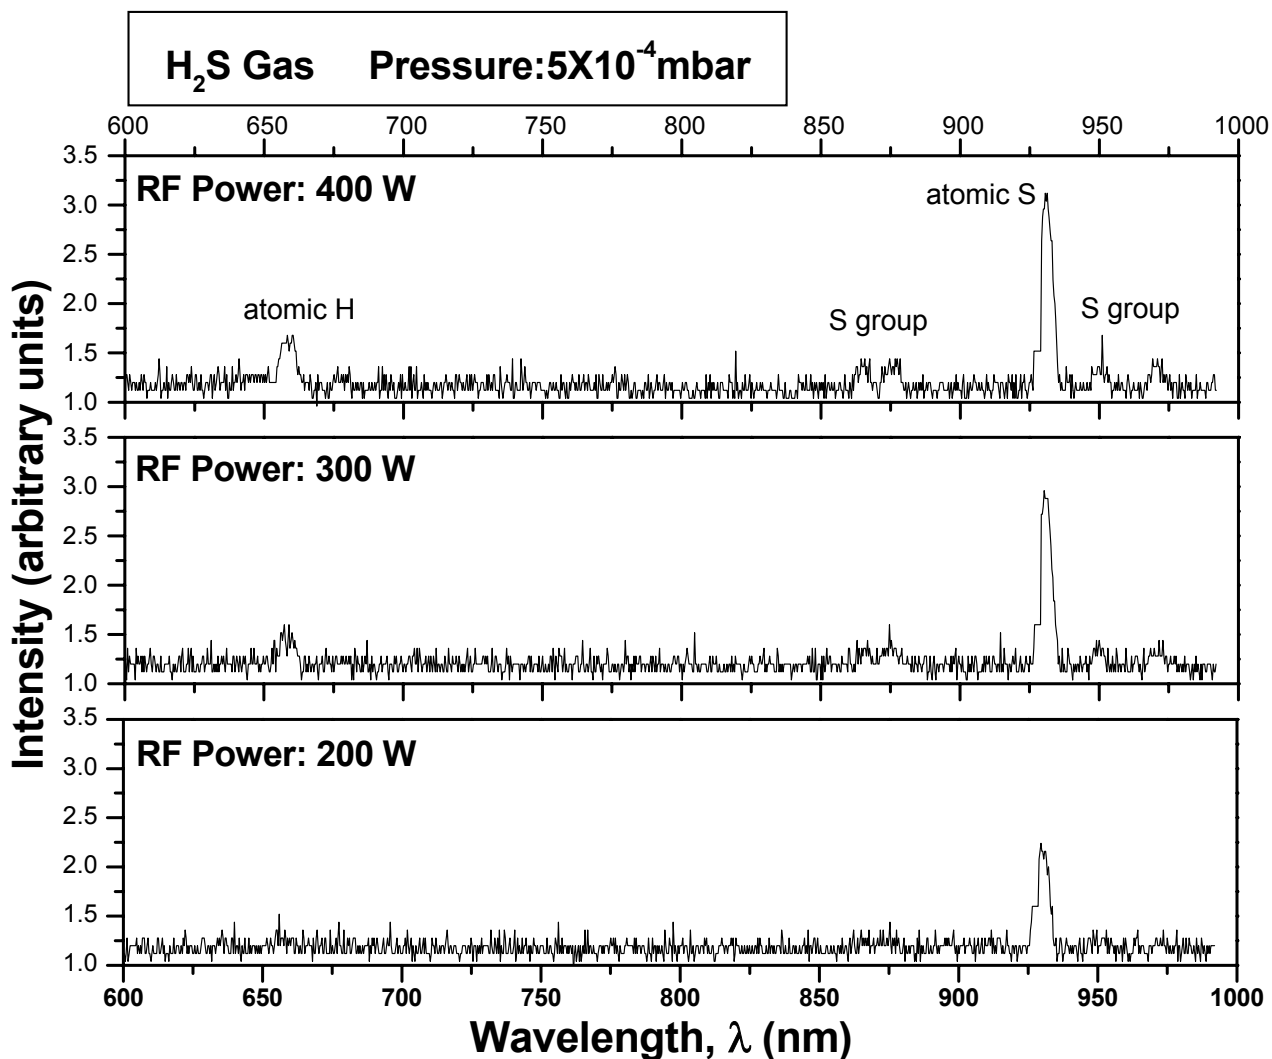 H₂S Gas Pressure:5X10⁻⁴mbar
600 650 700 750 800 850 900 950 1000
3.5
RF Power: 400 W
atomic S
3.0
2.5
2.0
atomic H
S group
S group
1.5
1.0
3.5
RF Power: 300 W
3.0
2.5
2.0
1.5
1.0
3.5
RF Power: 200 W
3.0
2.5
2.0
1.5
1.0
600 650 700 750 800 850 900 950 1000
Intensity (arbitrary units)
Wavelength, λ (nm)